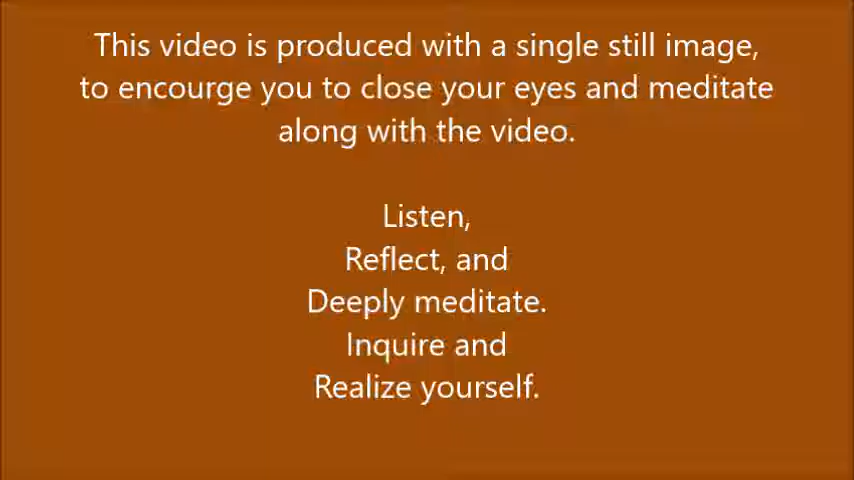 This video is produced with a single still image,
to encourge you to close your eyes and meditate
along with the video.
Listen,
Reflect, and
Deeply meditate.
Inquire and
Realize yourself.